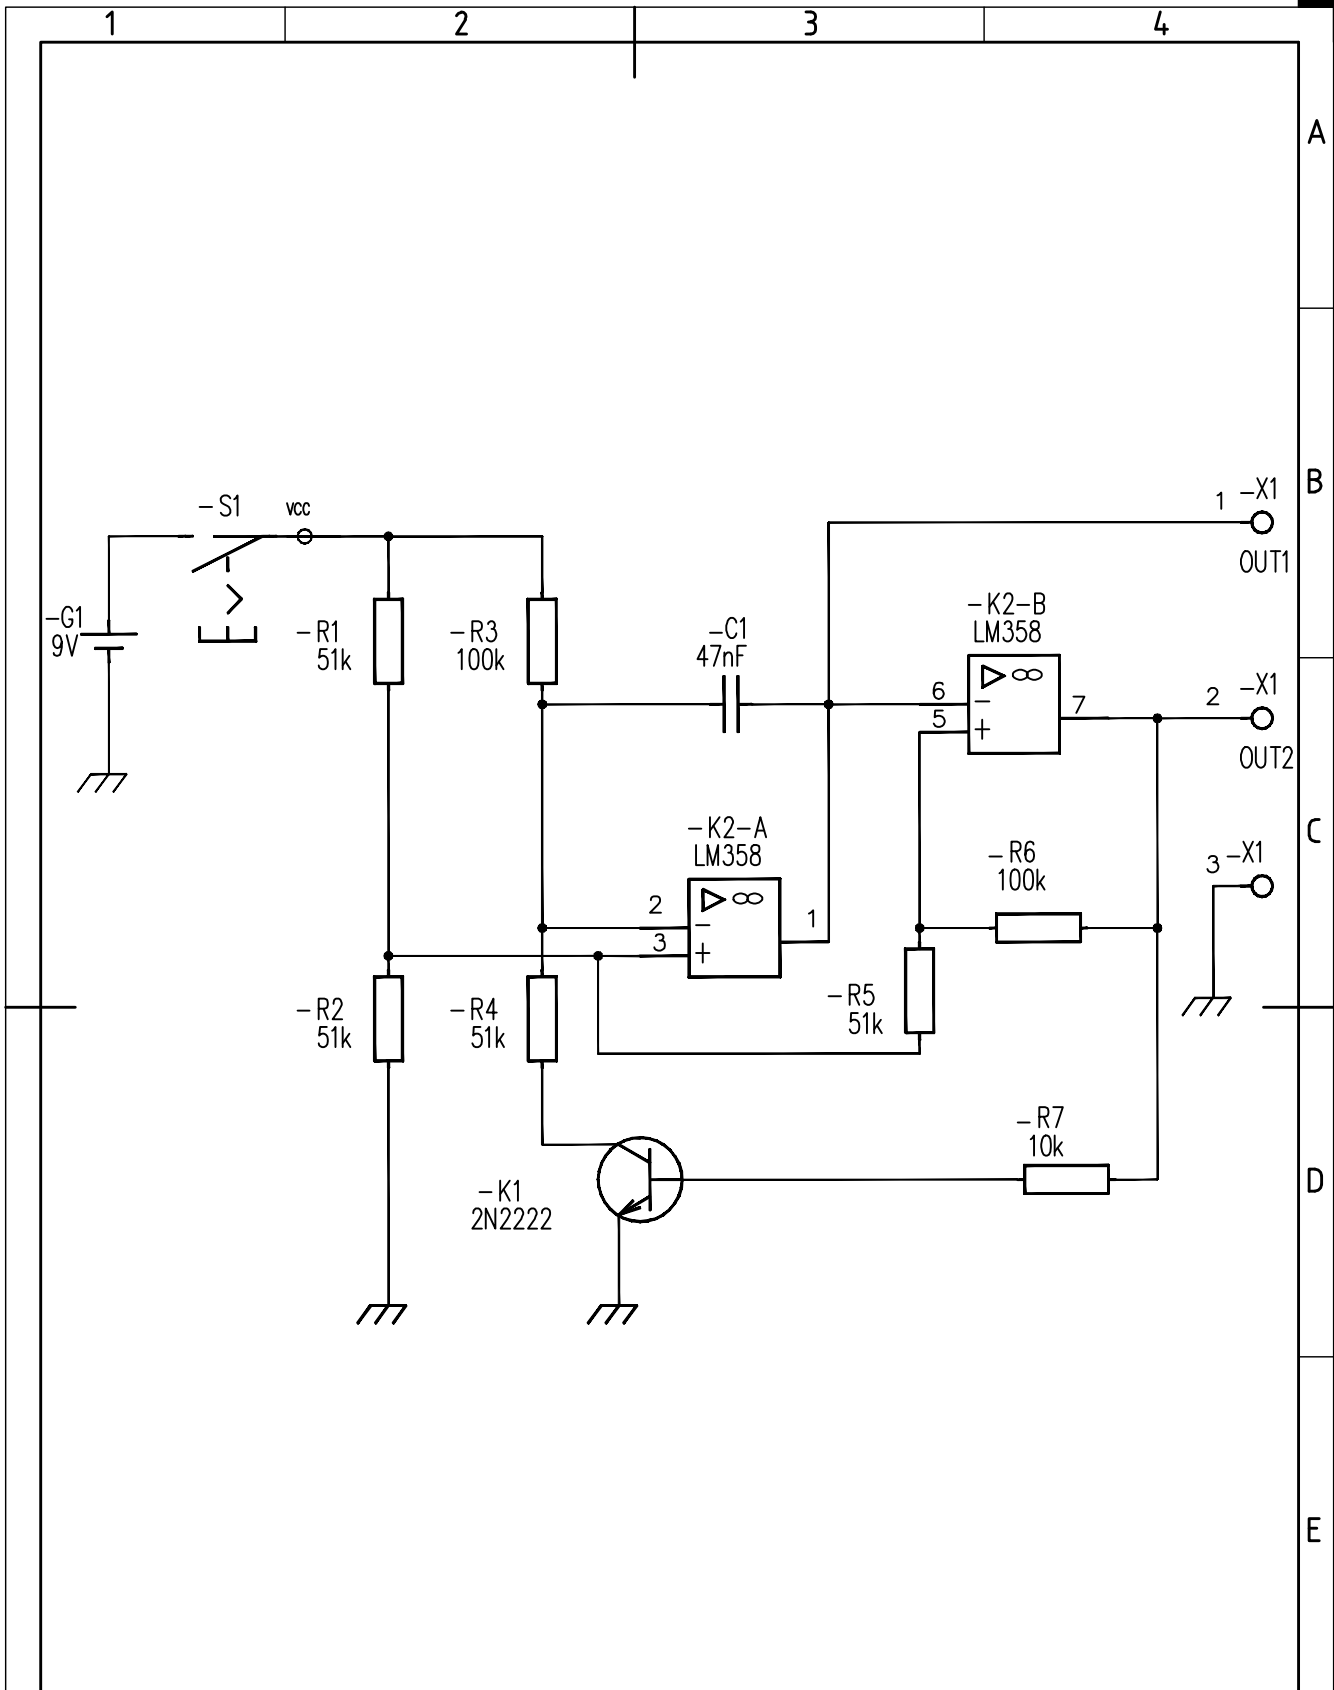 1 2 3 4
A
B
-X1
1
OUT1
-S1
VCC
-G1
9V
-R1
51k
-R3
100k
-C1
47nF
-K2-B
LM358
∞
6
-
5
+
7
2
-X1
OUT2
C
-K2-A
LM358
∞
2
-
3
+
1
-R6
100k
3
-X1
-R2
51k
-R4
51k
-R5
51k
-R7
10k
-K1
2N2222
D
E